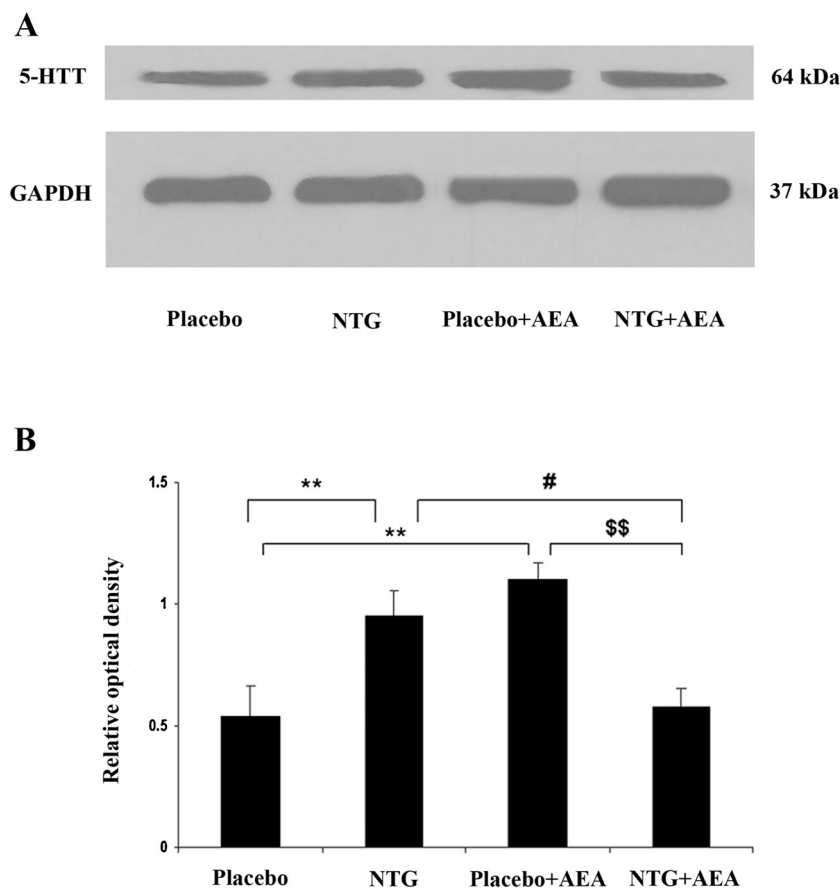 A
5-HTT 64 kDa
GAPDH 37 kDa
Placebo NTG Placebo+AEA NTG+AEA
B
Relative optical density
1.5
1
0.5
0
** #
** $$
Placebo NTG Placebo+AEA NTG+AEA